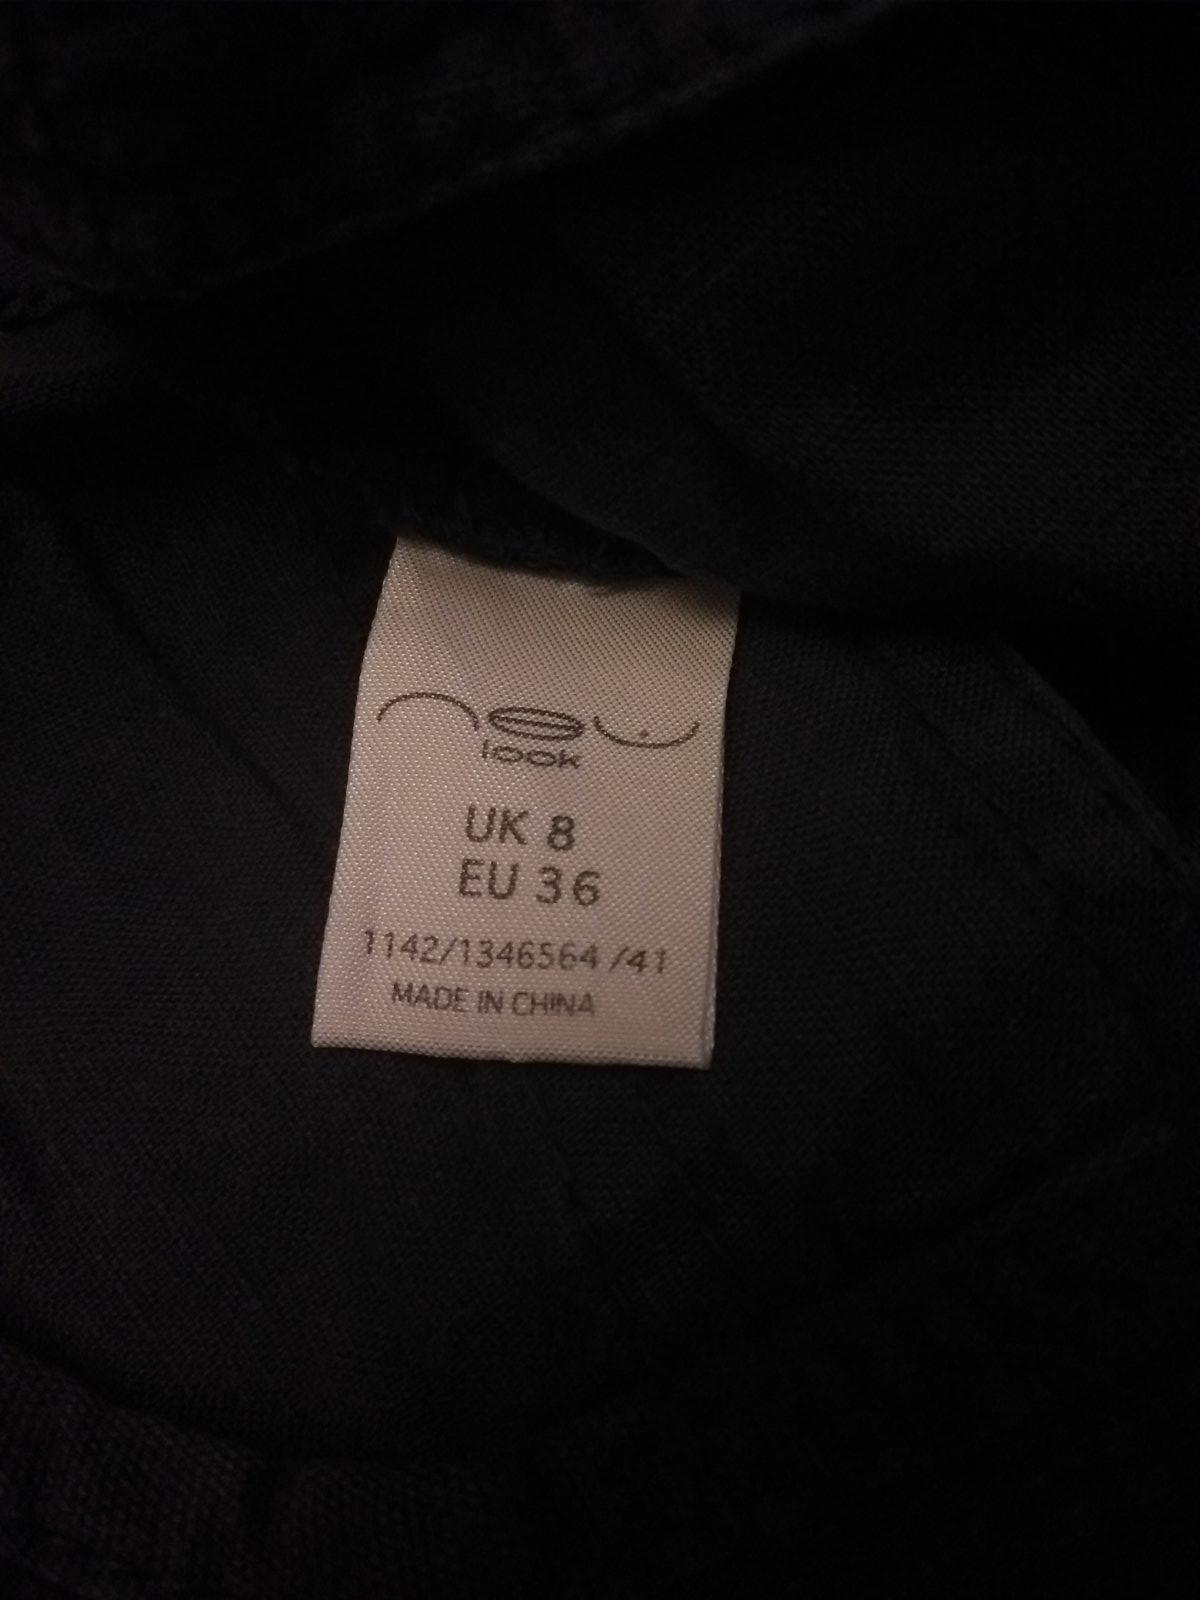 new
look
UK 8
EU 36
1142/1346564 /41
MADE IN CHINA